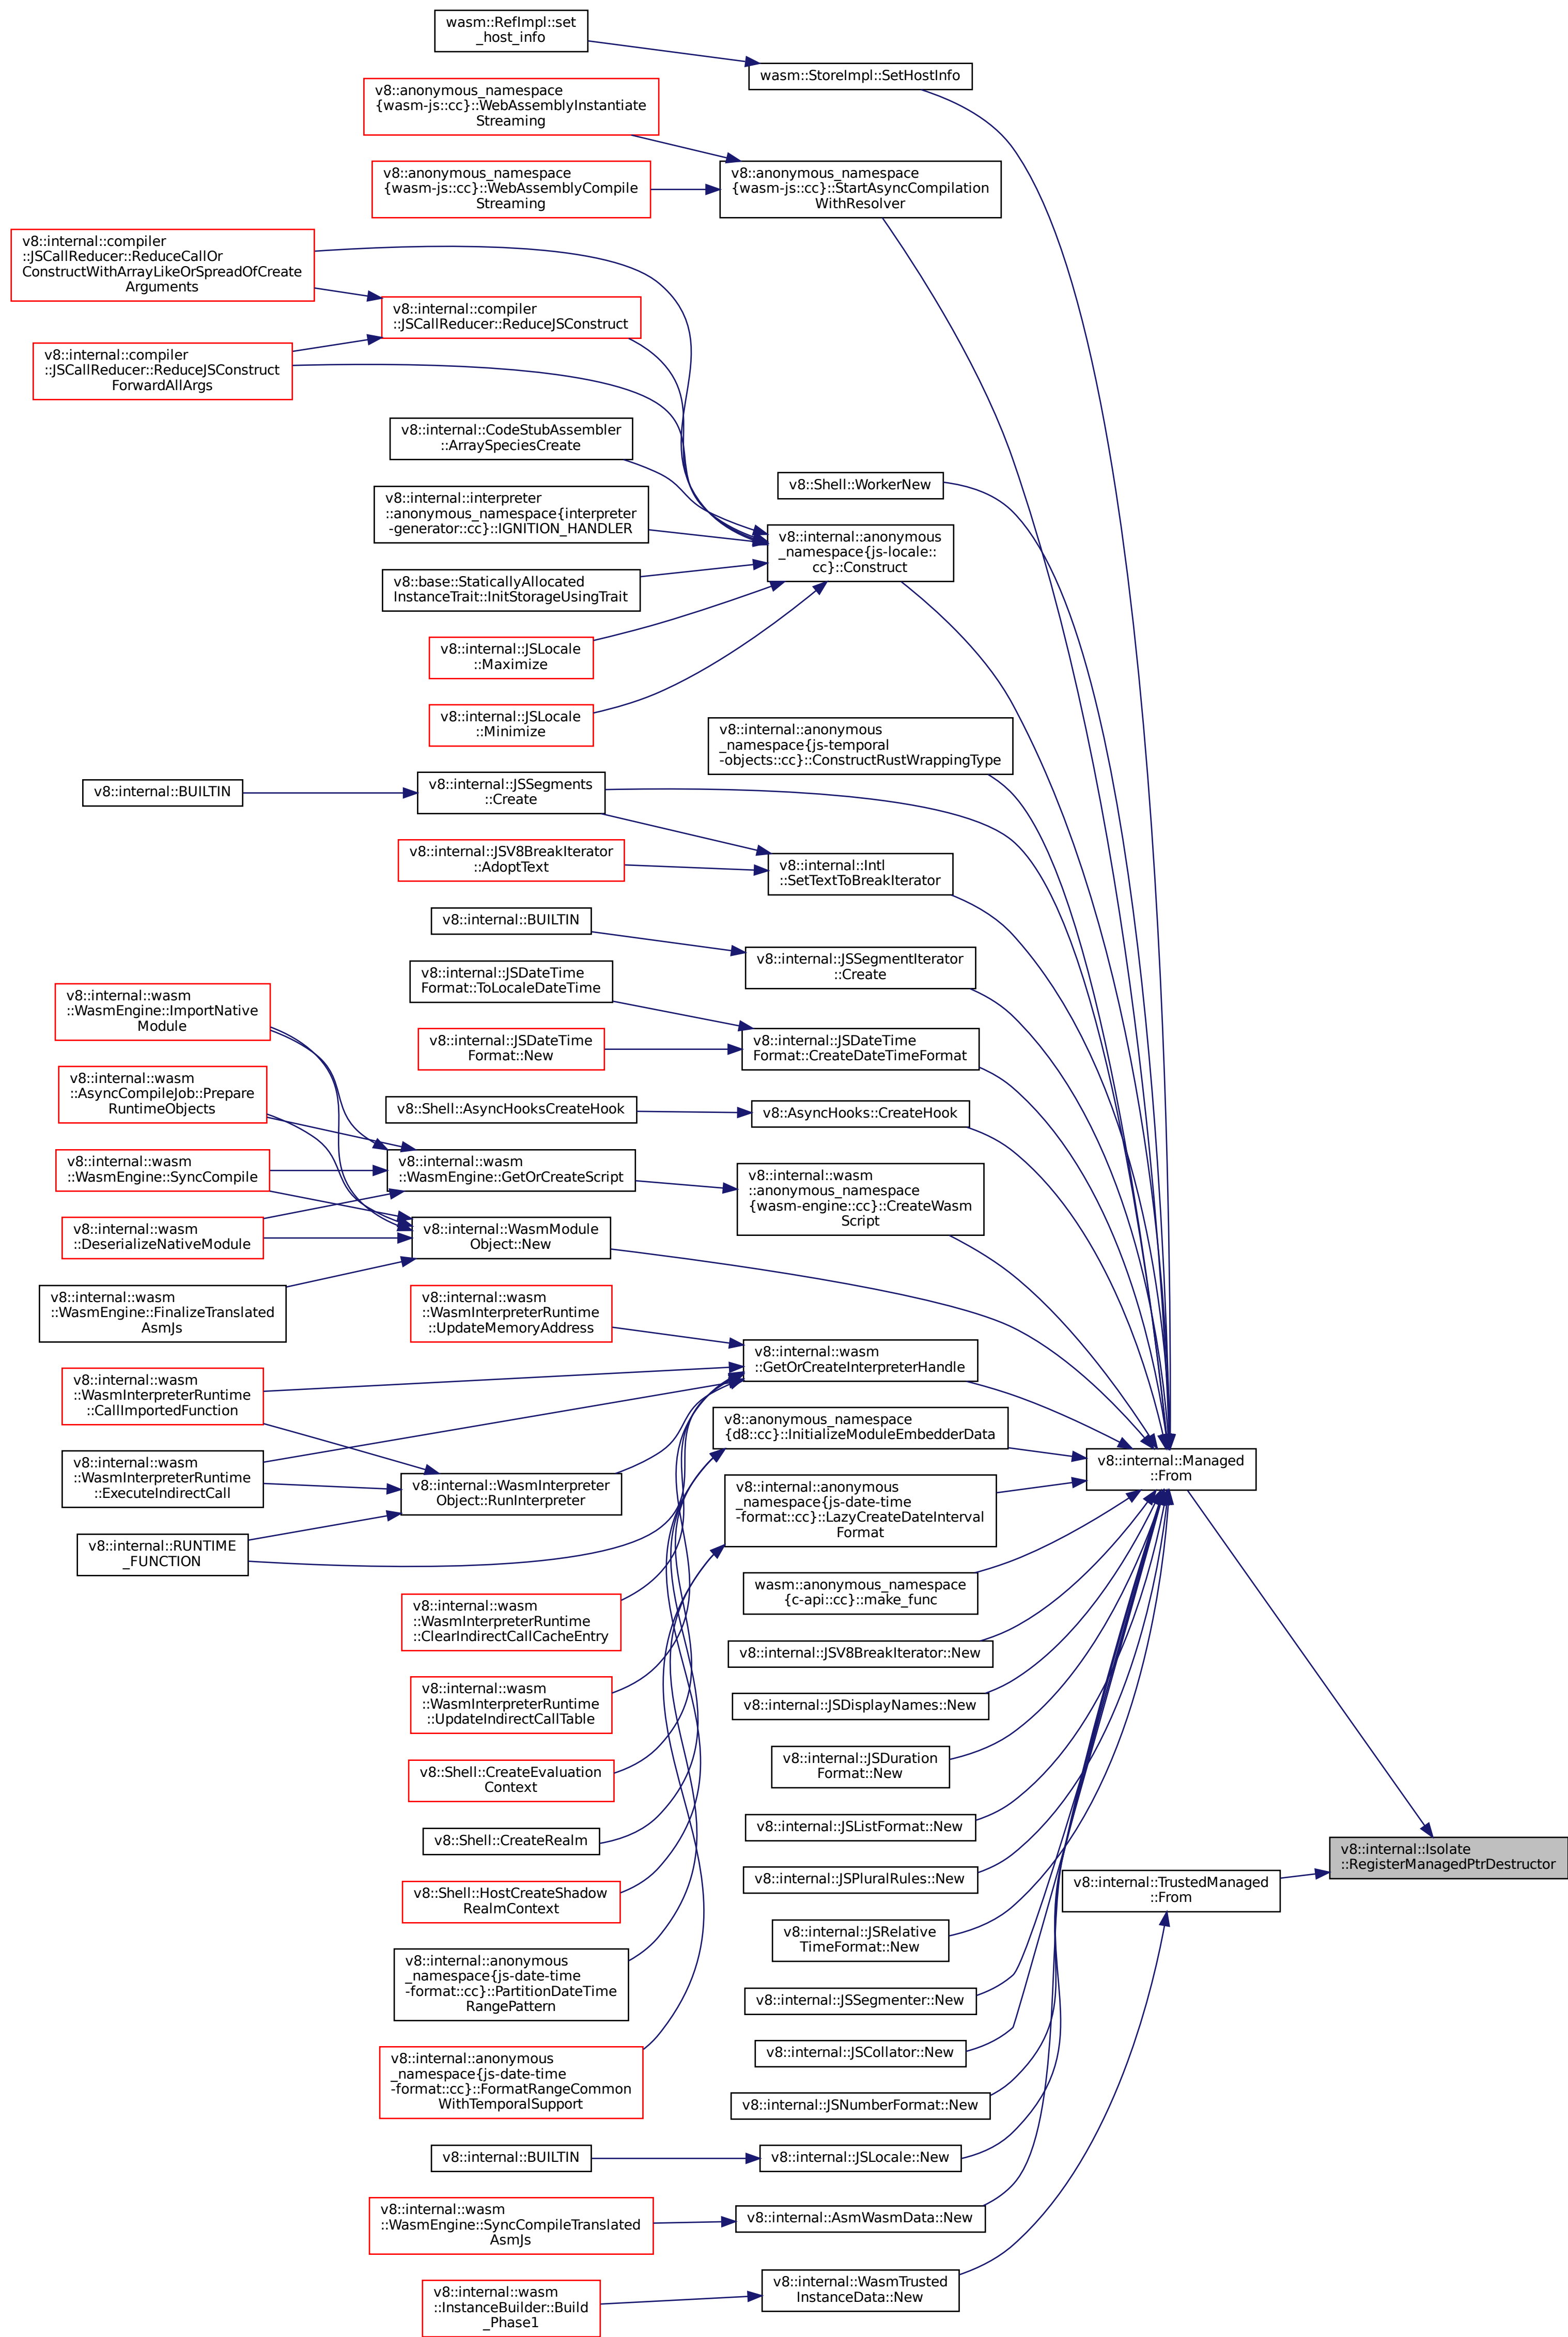 wasm::RefImpl::set
_host_info
wasm::StoreImpl::SetHostInfo
v8::anonymous_namespace
{wasm-js::cc}::WebAssemblyInstantiate
Streaming
v8::anonymous_namespace
{wasm-js::cc}::WebAssemblyCompile
Streaming
v8::anonymous_namespace
{wasm-js::cc}::StartAsyncCompilation
WithResolver
v8::internal::compiler
::JSCallReducer::ReduceCallOr
ConstructWithArrayLikeOrSpreadOfCreate
Arguments
v8::internal::compiler
::JSCallReducer::ReduceJSConstruct
v8::internal::compiler
::JSCallReducer::ReduceJSConstruct
ForwardAllArgs
v8::internal::CodeStubAssembler
::ArraySpeciesCreate
v8::Shell::WorkerNew
v8::internal::interpreter
::anonymous_namespace{interpreter
-generator::cc}::IGNITION_HANDLER
v8::internal::anonymous
_namespace{js-locale::
cc}::Construct
v8::base::StaticallyAllocated
InstanceTrait::InitStorageUsingTrait
v8::internal::JSLocale
::Maximize
v8::internal::JSLocale
::Minimize
v8::internal::anonymous
_namespace{js-temporal
-objects::cc}::ConstructRustWrappingType
v8::internal::BUILTIN
v8::internal::JSSegments
::Create
v8::internal::JSV8BreakIterator
::AdoptText
v8::internal::Intl
::SetTextToBreakIterator
v8::internal::BUILTIN
v8::internal::JSSegmentIterator
::Create
v8::internal::JSDateTime
Format::ToLocaleDateTime
v8::internal::JSDateTime
Format::New
v8::internal::JSDateTime
Format::CreateDateTimeFormat
v8::internal::wasm
::WasmEngine::ImportNative
Module
v8::internal::wasm
::AsyncCompileJob::Prepare
RuntimeObjects
v8::Shell::AsyncHooksCreateHook
v8::AsyncHooks::CreateHook
v8::internal::wasm
::WasmEngine::SyncCompile
v8::internal::wasm
::WasmEngine::GetOrCreateScript
v8::internal::wasm
::anonymous_namespace
{wasm-engine::cc}::CreateWasm
Script
v8::internal::wasm
::DeserializeNativeModule
v8::internal::WasmModule
Object::New
v8::internal::wasm
::WasmEngine::FinalizeTranslated
AsmJs
v8::internal::wasm
::WasmInterpreterRuntime
::UpdateMemoryAddress
v8::internal::wasm
::GetOrCreateInterpreterHandle
v8::internal::wasm
::WasmInterpreterRuntime
::CallImportedFunction
v8::anonymous_namespace
{d8::cc}::InitializeModuleEmbedderData
v8::internal::Managed
::From
v8::internal::wasm
::WasmInterpreterRuntime
::ExecuteIndirectCall
v8::internal::WasmInterpreter
Object::RunInterpreter
v8::internal::anonymous
_namespace{js-date-time
-format::cc}::LazyCreateDateInterval
Format
v8::internal::RUNTIME
_FUNCTION
wasm::anonymous_namespace
{c-api::cc}::make_func
v8::internal::wasm
::WasmInterpreterRuntime
::ClearIndirectCallCacheEntry
v8::internal::JSV8BreakIterator::New
v8::internal::wasm
::WasmInterpreterRuntime
::UpdateIndirectCallTable
v8::internal::JSDisplayNames::New
v8::Shell::CreateEvaluation
Context
v8::internal::JSDuration
Format::New
v8::Shell::CreateRealm
v8::internal::JSListFormat::New
v8::internal::Isolate
::RegisterManagedPtrDestructor
v8::Shell::HostCreateShadow
RealmContext
v8::internal::JSPluralRules::New
v8::internal::TrustedManaged
::From
v8::internal::JSRelative
TimeFormat::New
v8::internal::anonymous
_namespace{js-date-time
-format::cc}::PartitionDateTime
RangePattern
v8::internal::JSSegmenter::New
v8::internal::JSCollator::New
v8::internal::anonymous
_namespace{js-date-time
-format::cc}::FormatRangeCommon
WithTemporalSupport
v8::internal::JSNumberFormat::New
v8::internal::BUILTIN
v8::internal::JSLocale::New
v8::internal::wasm
::WasmEngine::SyncCompileTranslated
AsmJs
v8::internal::AsmWasmData::New
v8::internal::wasm
::InstanceBuilder::Build
_Phase1
v8::internal::WasmTrusted
InstanceData::New